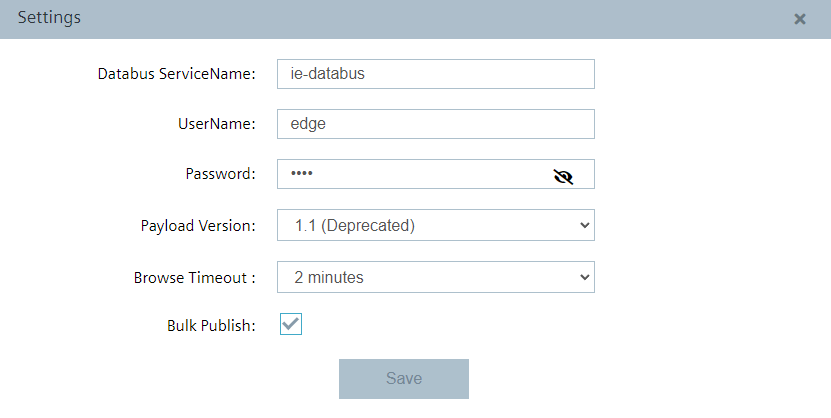 Settings
Databus ServiceName: ie-databus
UserName: edge
Password: ••••
Payload Version: 1.1 (Deprecated)
Browse Timeout : 2 minutes
Bulk Publish:
Save